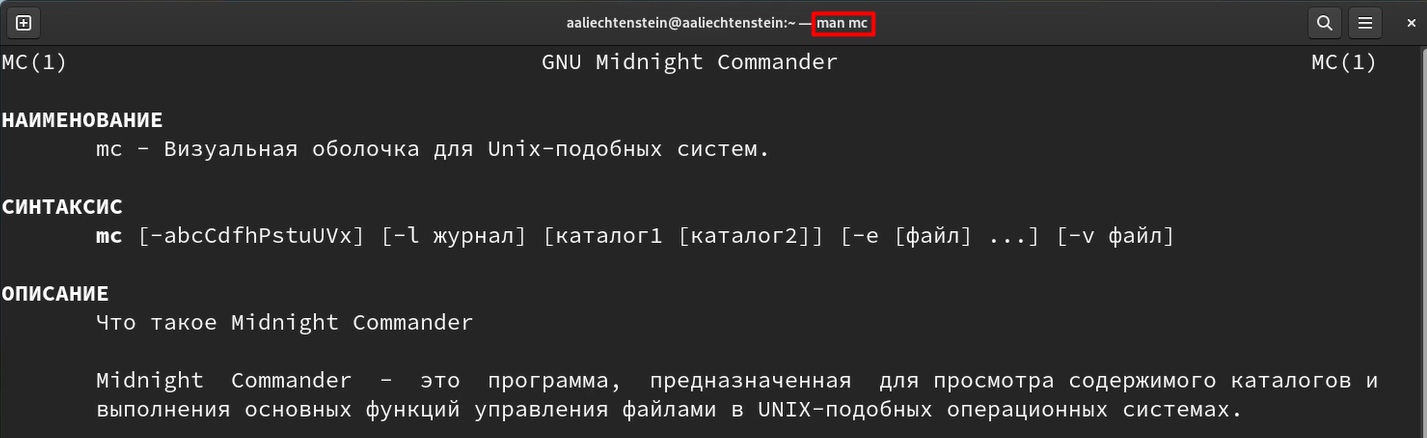 aaliechtenstein@aaliechtenstein:~ — man mc
MC(1) GNU Midnight Commander MC(1)
НАИМЕНОВАНИЕ
mc - Визуальная оболочка для Unix-подобных систем.
СИНТАКСИС
mc [-abcCdfhPstuUVx] [-l журнал] [каталог1 [каталог2]] [-e [файл] ...] [-v файл]
ОПИСАНИЕ
Что такое Midnight Commander
Midnight Commander - это программа, предназначенная для просмотра содержимого каталогов и
выполнения основных функций управления файлами в UNIX-подобных операционных системах.